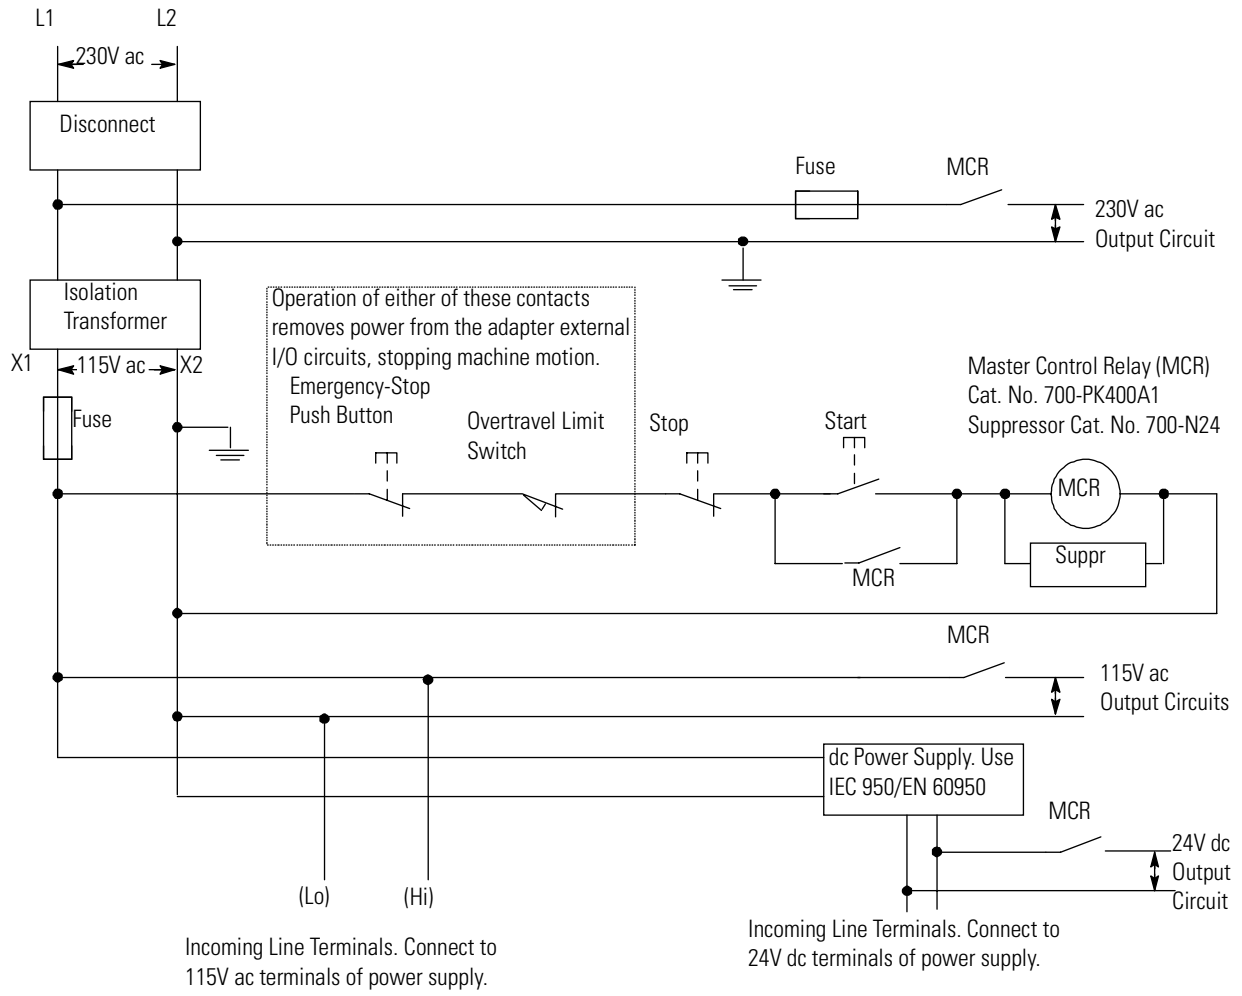 L1
L2
230V ac
Disconnect
Fuse
MCR
230V ac
Output Circuit
Isolation
Transformer
X1
115V ac
X2
Fuse
Operation of either of these contacts
removes power from the adapter external
I/O circuits, stopping machine motion.
Emergency-Stop
Push Button
Overtravel Limit
Switch
Stop
Start
Master Control Relay (MCR)
Cat. No. 700-PK400A1
Suppressor Cat. No. 700-N24
MCR
Suppr
MCR
MCR
115V ac
Output Circuits
dc Power Supply. Use
IEC 950/EN 60950
MCR
24V dc
Output
Circuit
(Lo)
(Hi)
Incoming Line Terminals. Connect to
115V ac terminals of power supply.
Incoming Line Terminals. Connect to
24V dc terminals of power supply.